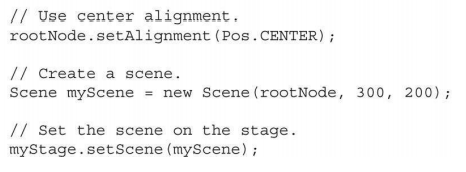 // Use center alignment.
rootNode.setAlignment(Pos.CENTER);
// Create a scene.
Scene myScene = new Scene(rootNode, 300, 200);
// Set the scene on the stage.
myStage.setScene(myScene);